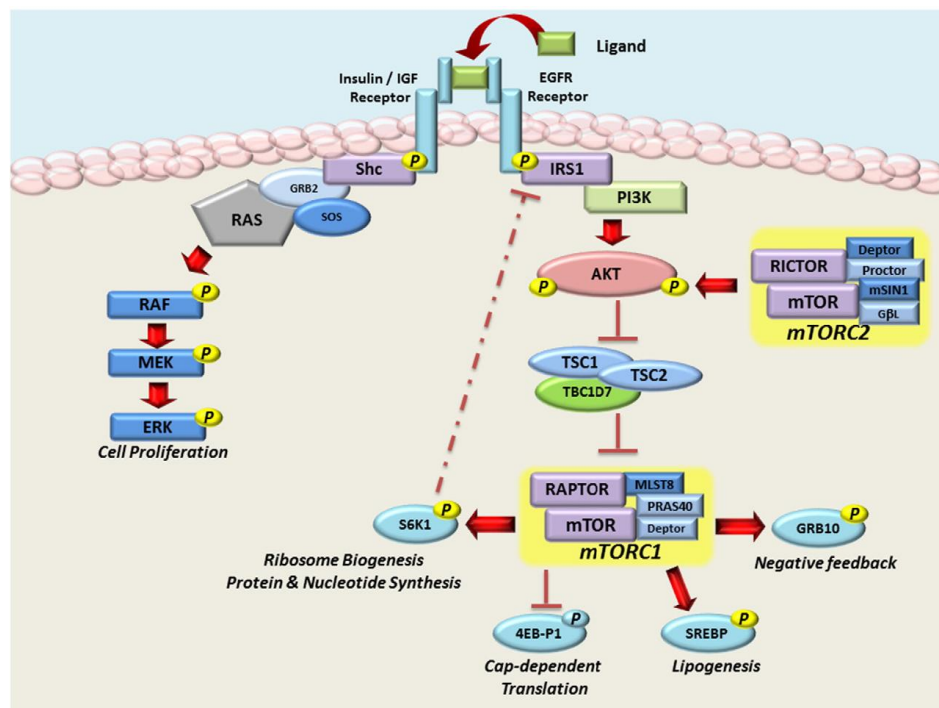 Ligand
Insulin / IGF
Receptor
EGFR
Receptor
Shc
P
P
IRS1
GRB2
SOS
RAS
PI3K
AKT
P
P
RICTOR
mTOR
Deptor
Proctor
mSIN1
GβL
mTORC2
RAF
P
MEK
P
ERK
P
Cell Proliferation
TSC1
TSC2
TBC1D7
RAPTOR
mTOR
MLST8
PRAS40
Deptor
mTORC1
S6K1
P
Ribosome Biogenesis
Protein & Nucleotide Synthesis
GRB10
P
Negative feedback
4EB-P1
P
Cap-dependent
Translation
SREBP
P
Lipogenesis